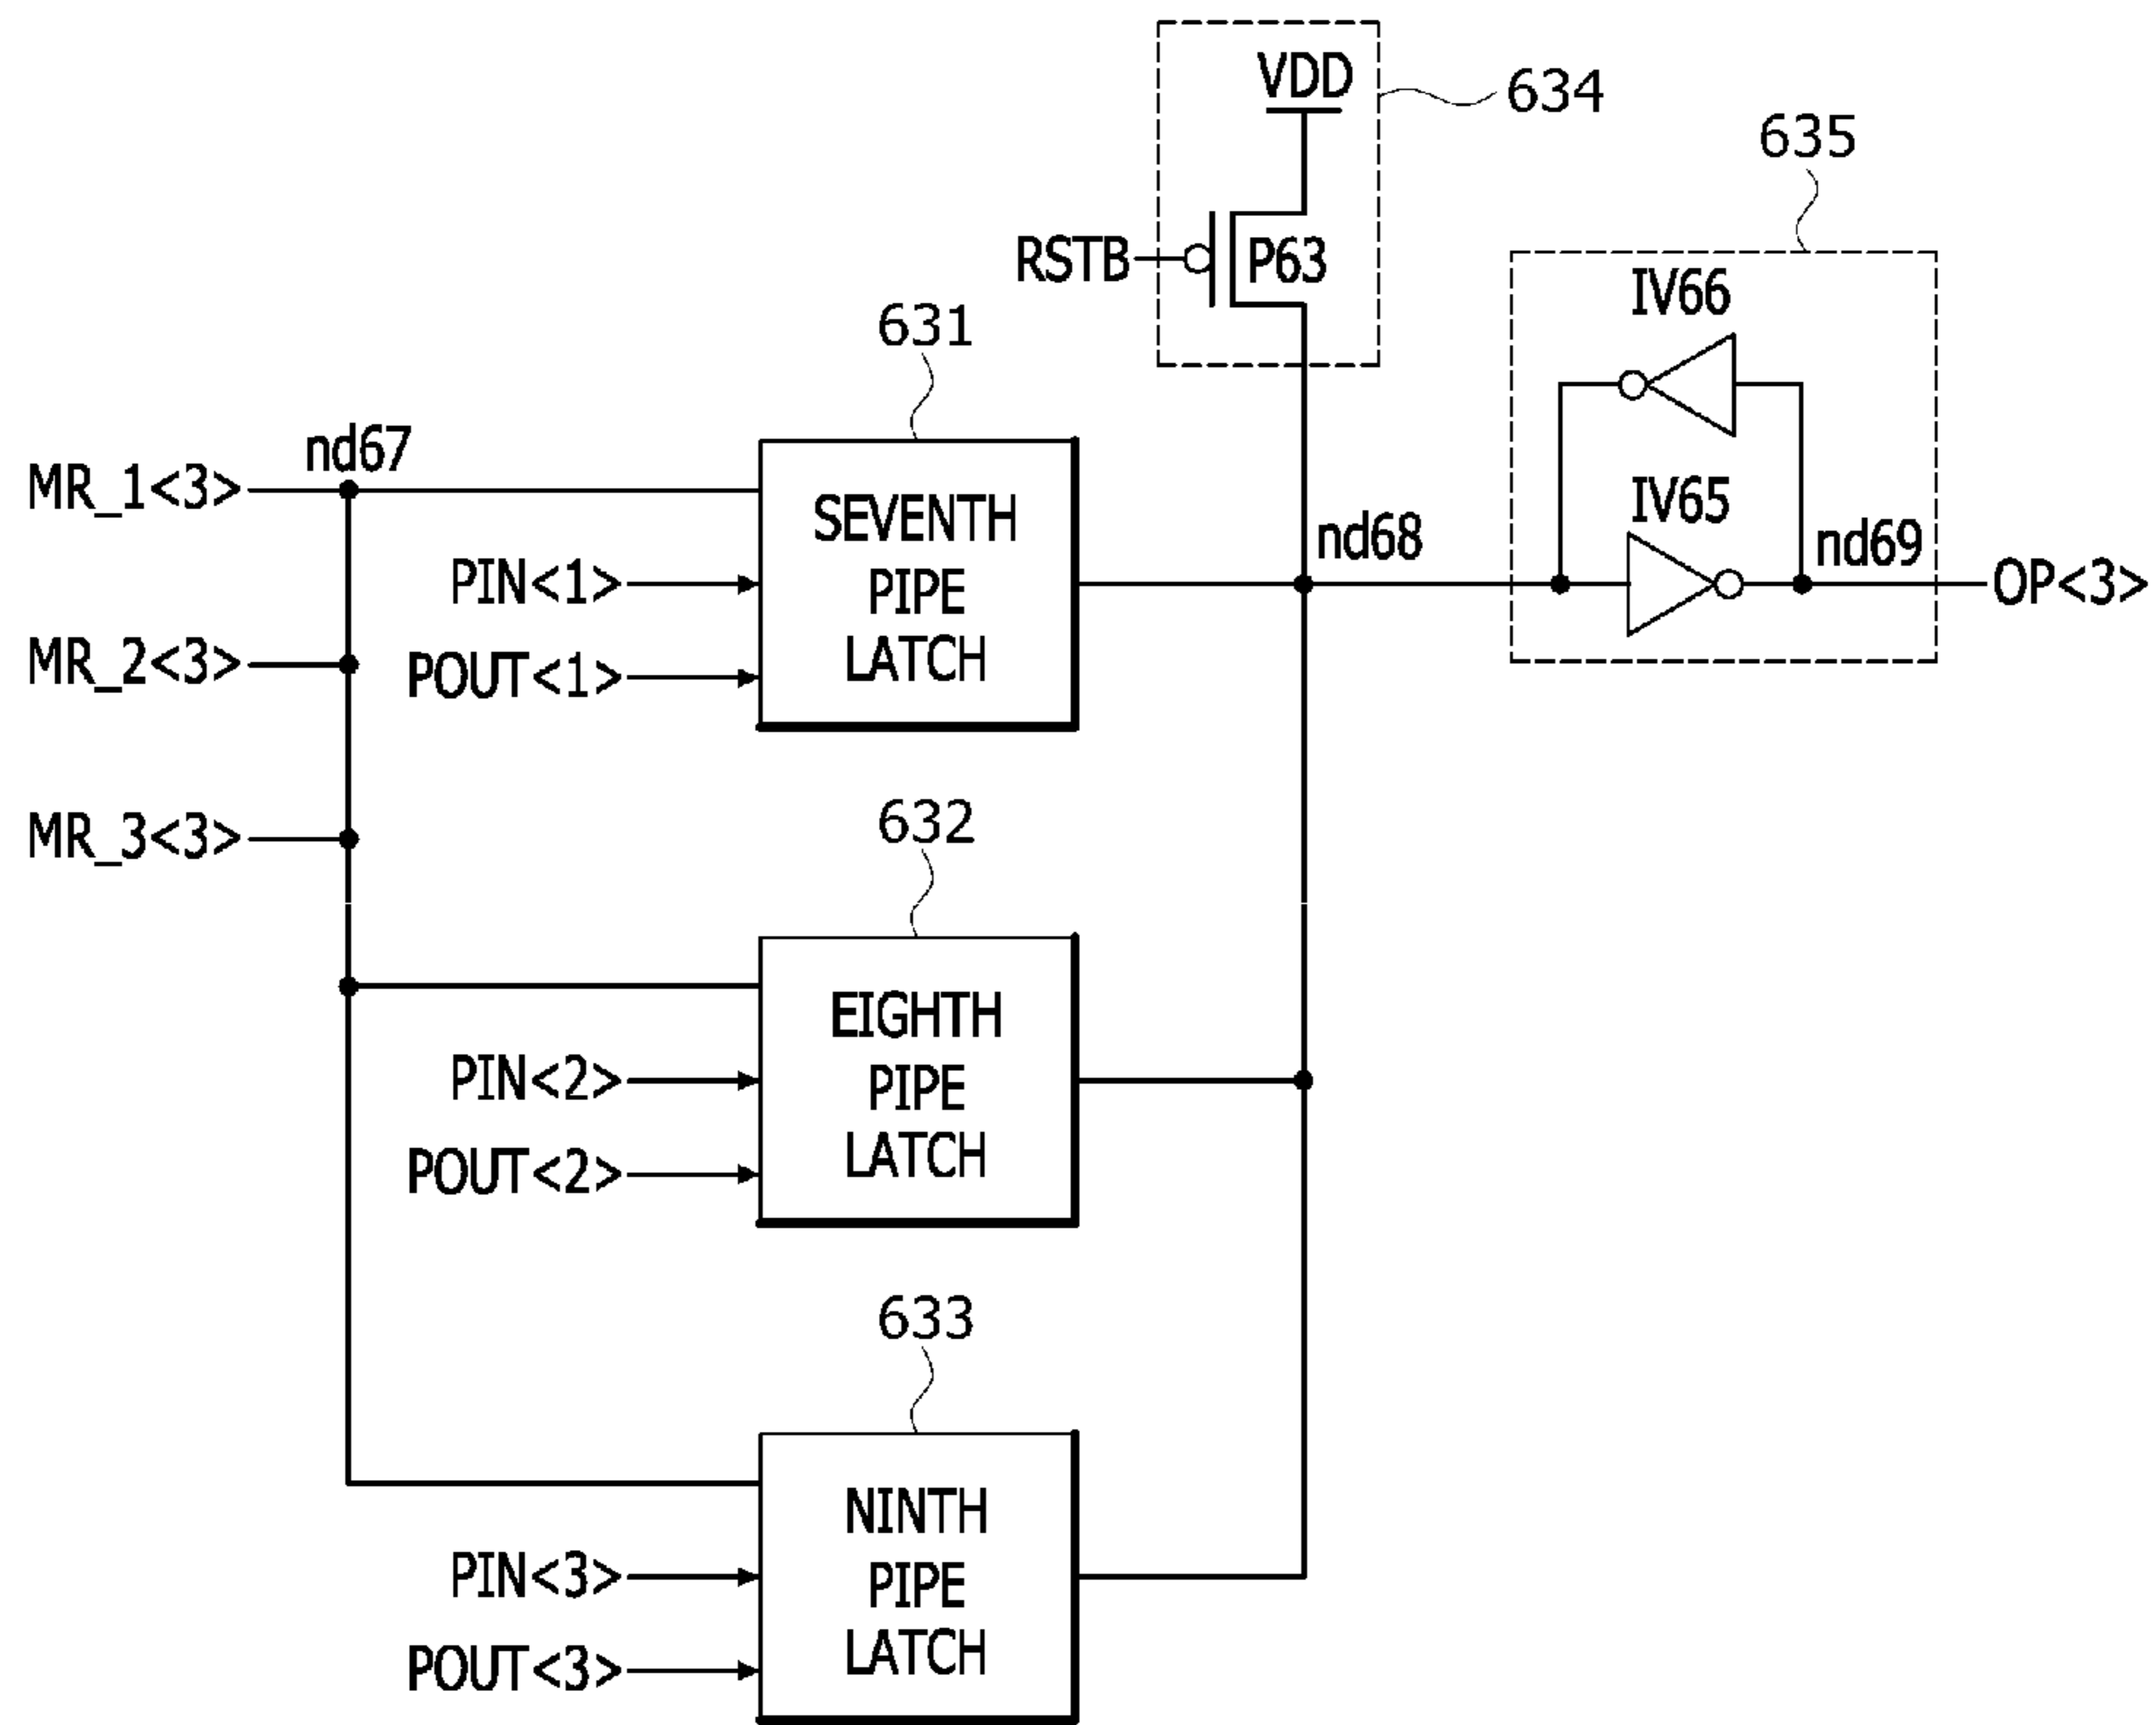 VDD
634
635
RSTB
P63
IV66
631
nd67
MR_1<3>
SEVENTH
PIPE
LATCH
IV65
nd68
nd69
OP<3>
PIN<1>
MR_2<3>
POUT<1>
632
MR_3<3>
EIGHTH
PIPE
LATCH
PIN<2>
POUT<2>
633
NINTH
PIPE
LATCH
PIN<3>
POUT<3>